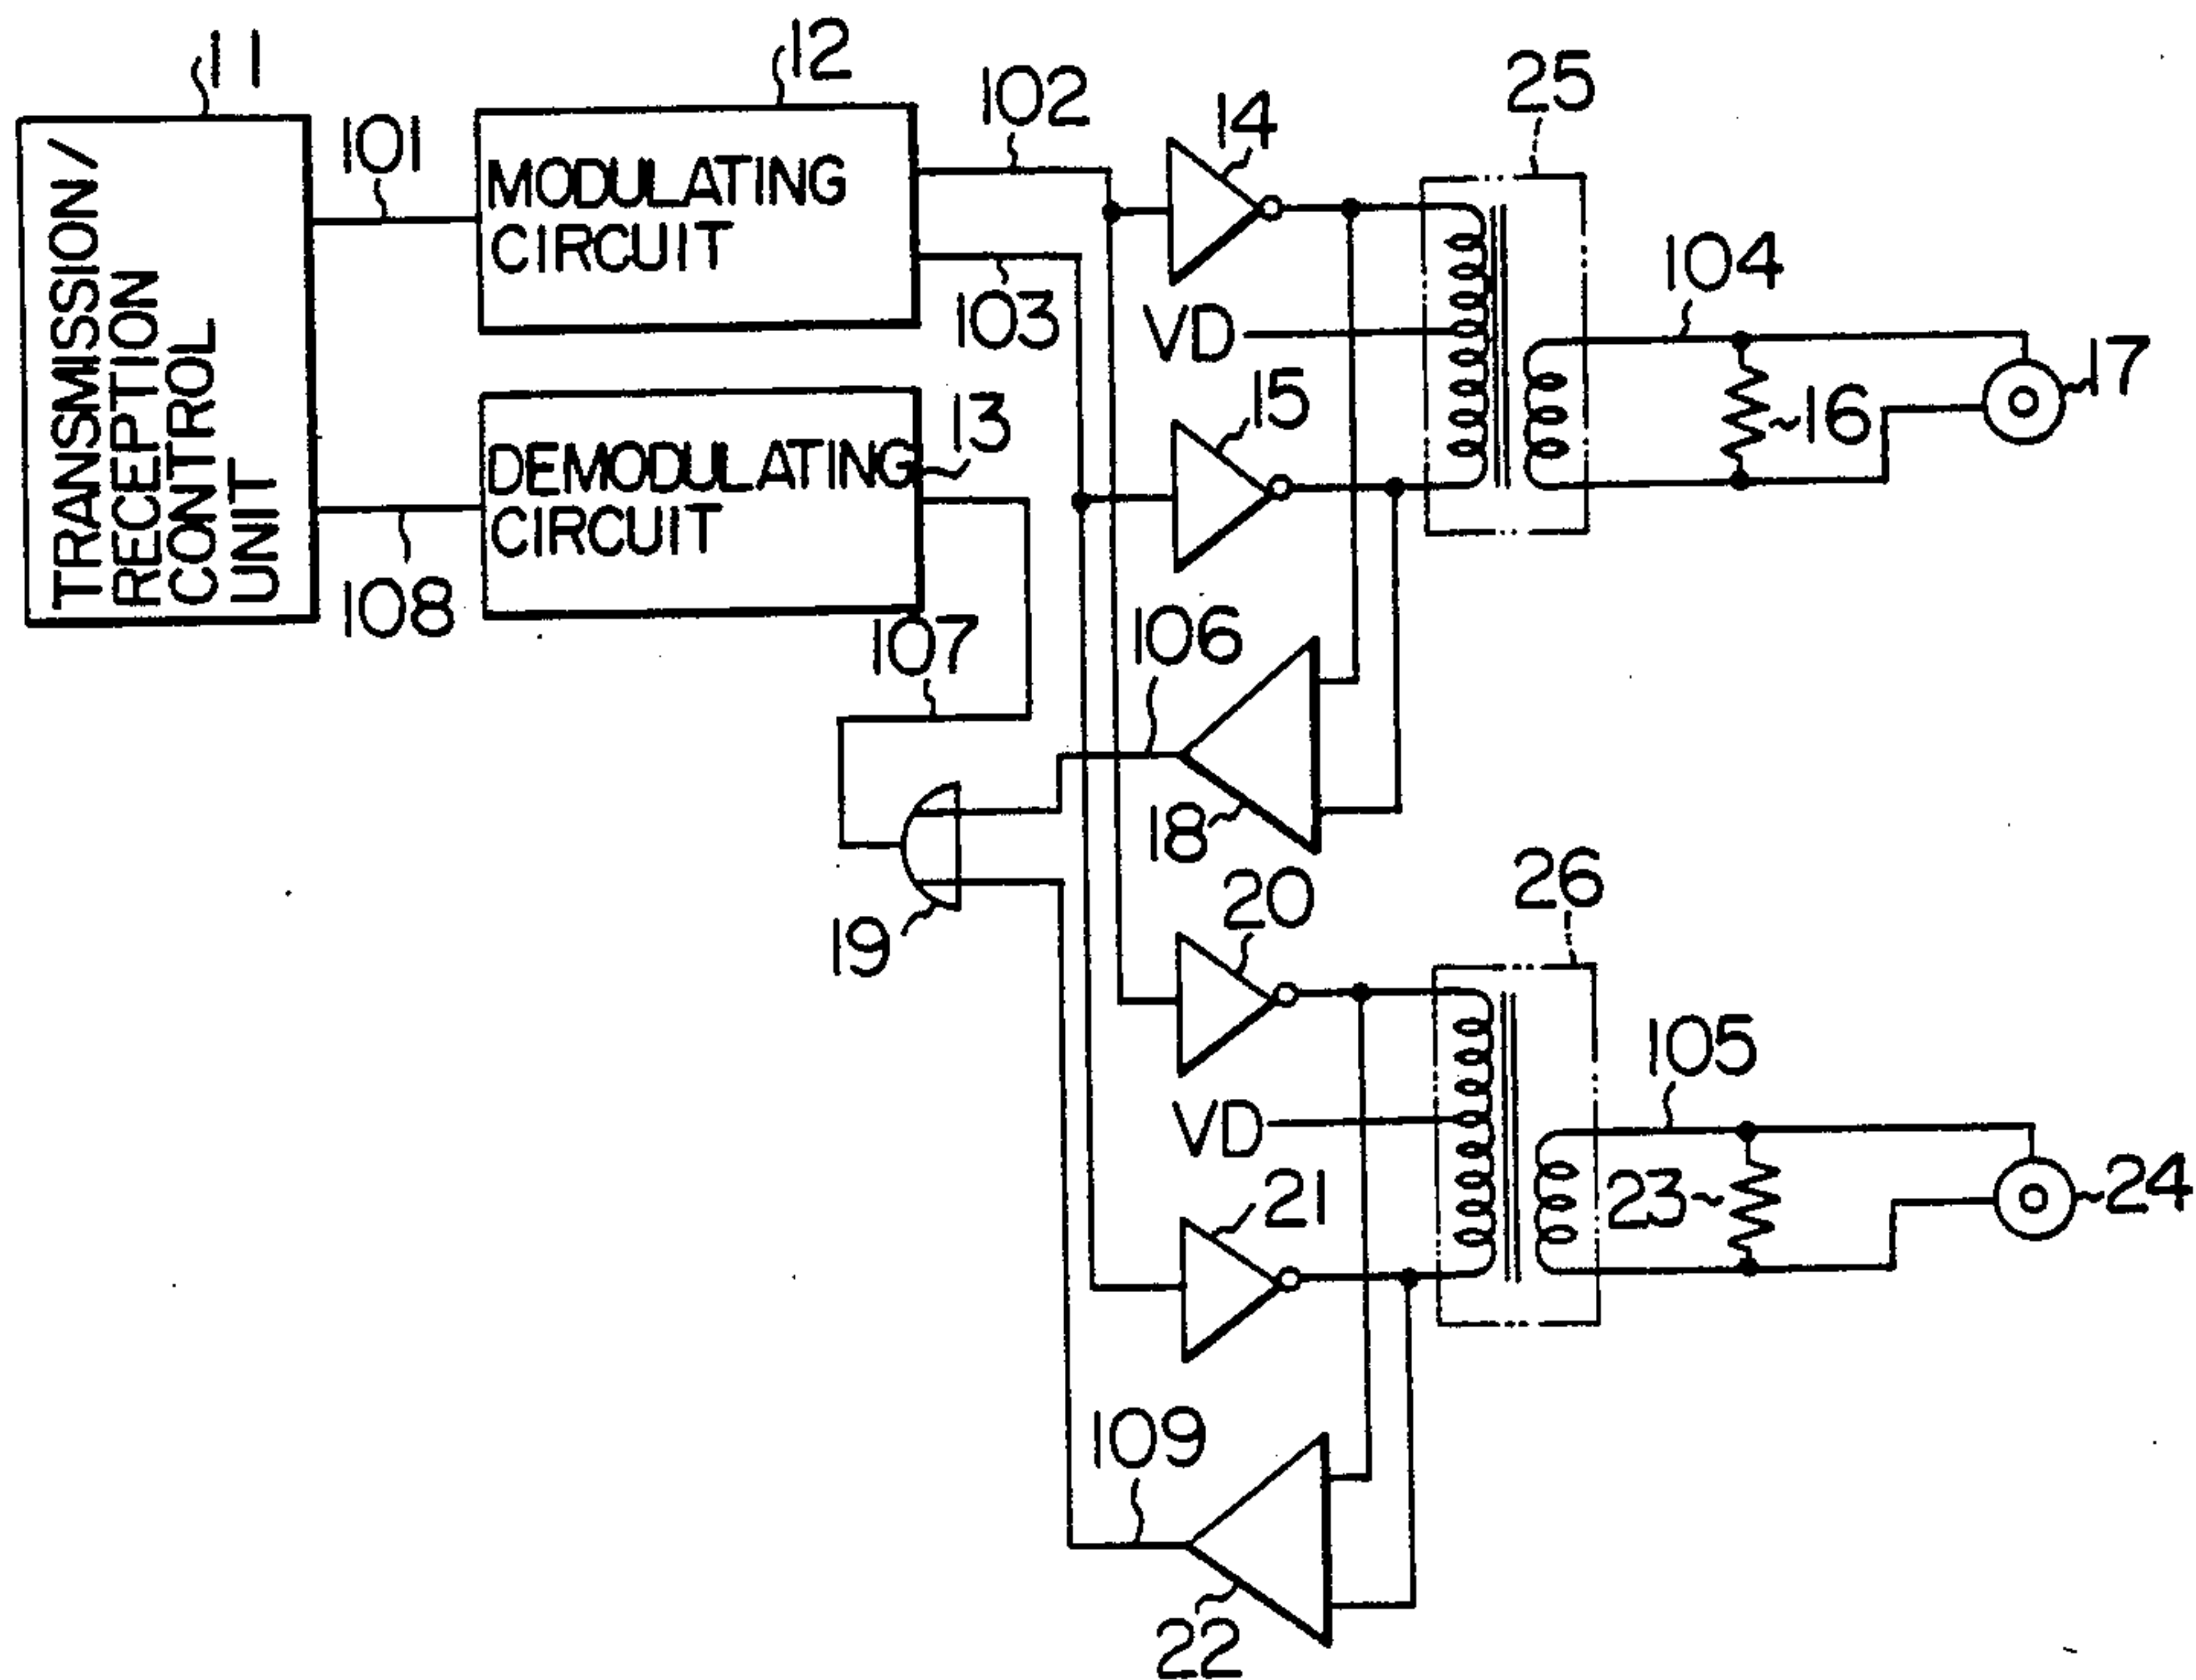 11
TRANSMISSION/
RECEPTION
CONTROL
UNIT
101
12
MODULATING
CIRCUIT
102
103
14
25
VD
104
15
16
17
13
DEMODULATING
CIRCUIT
108
107
106
18
19
20
26
VD
105
21
23
24
109
22